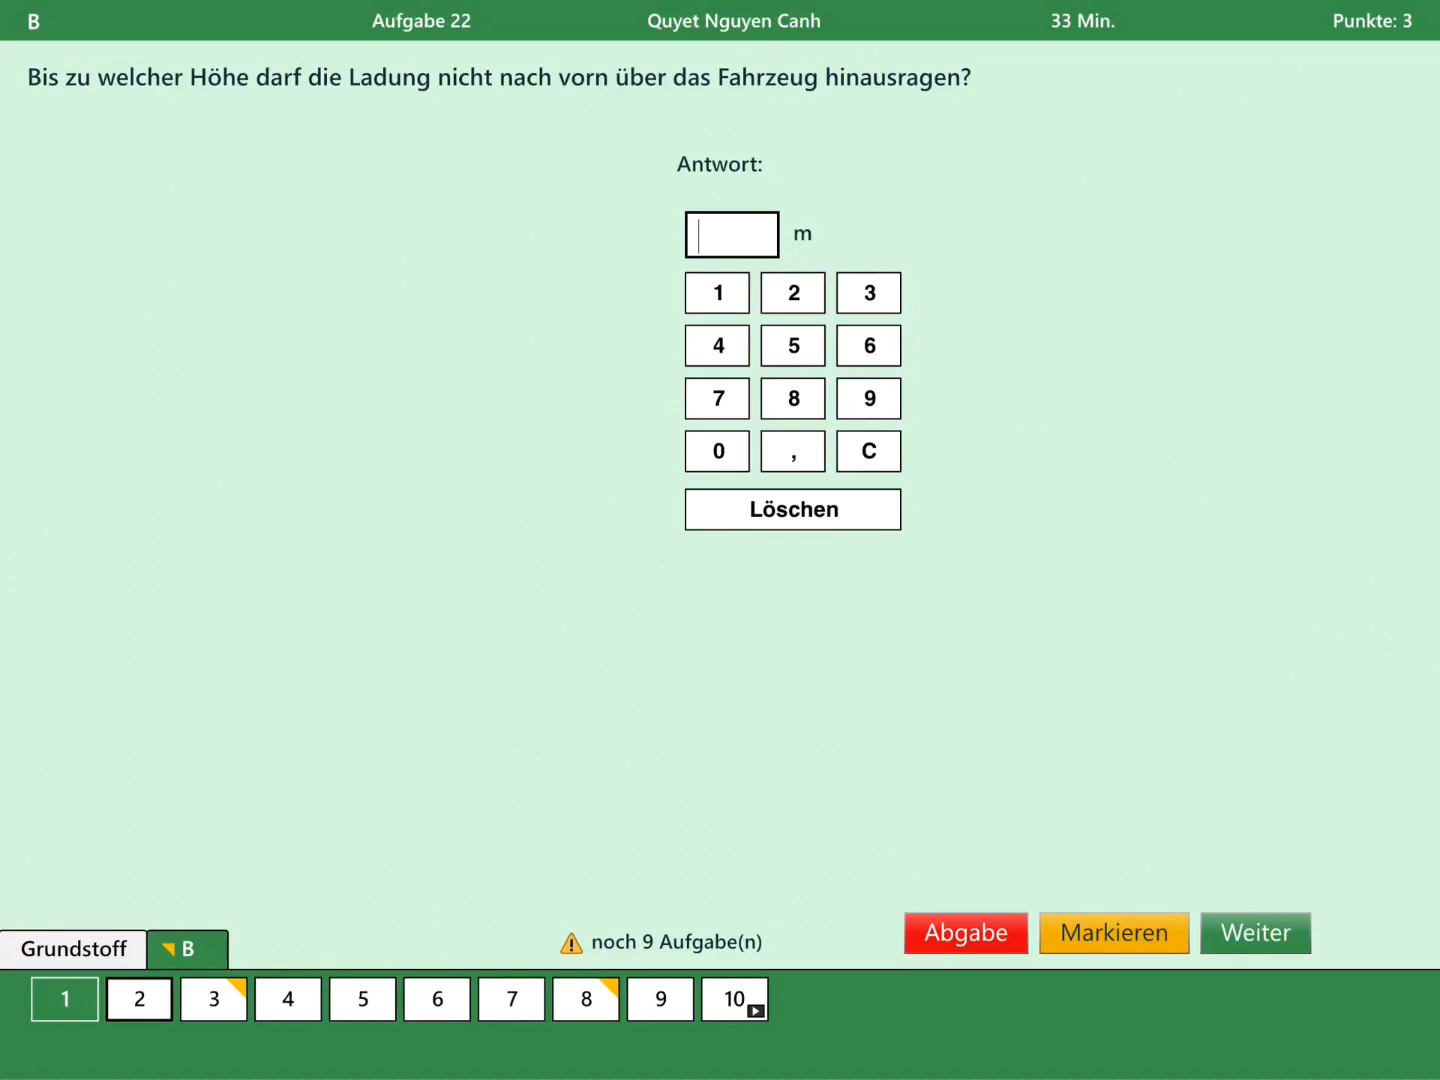 B Aufgabe 22 Quyet Nguyen Canh 33 Min. Punkte: 3
Bis zu welcher Höhe darf die Ladung nicht nach vorn über das Fahrzeug hinausragen?
Antwort:
m
1 2 3
4 5 6
7 8 9
0 , C
Löschen
Grundstoff B noch 9 Aufgabe(n) Abgabe Markieren Weiter
1 2 3 4 5 6 7 8 9 10